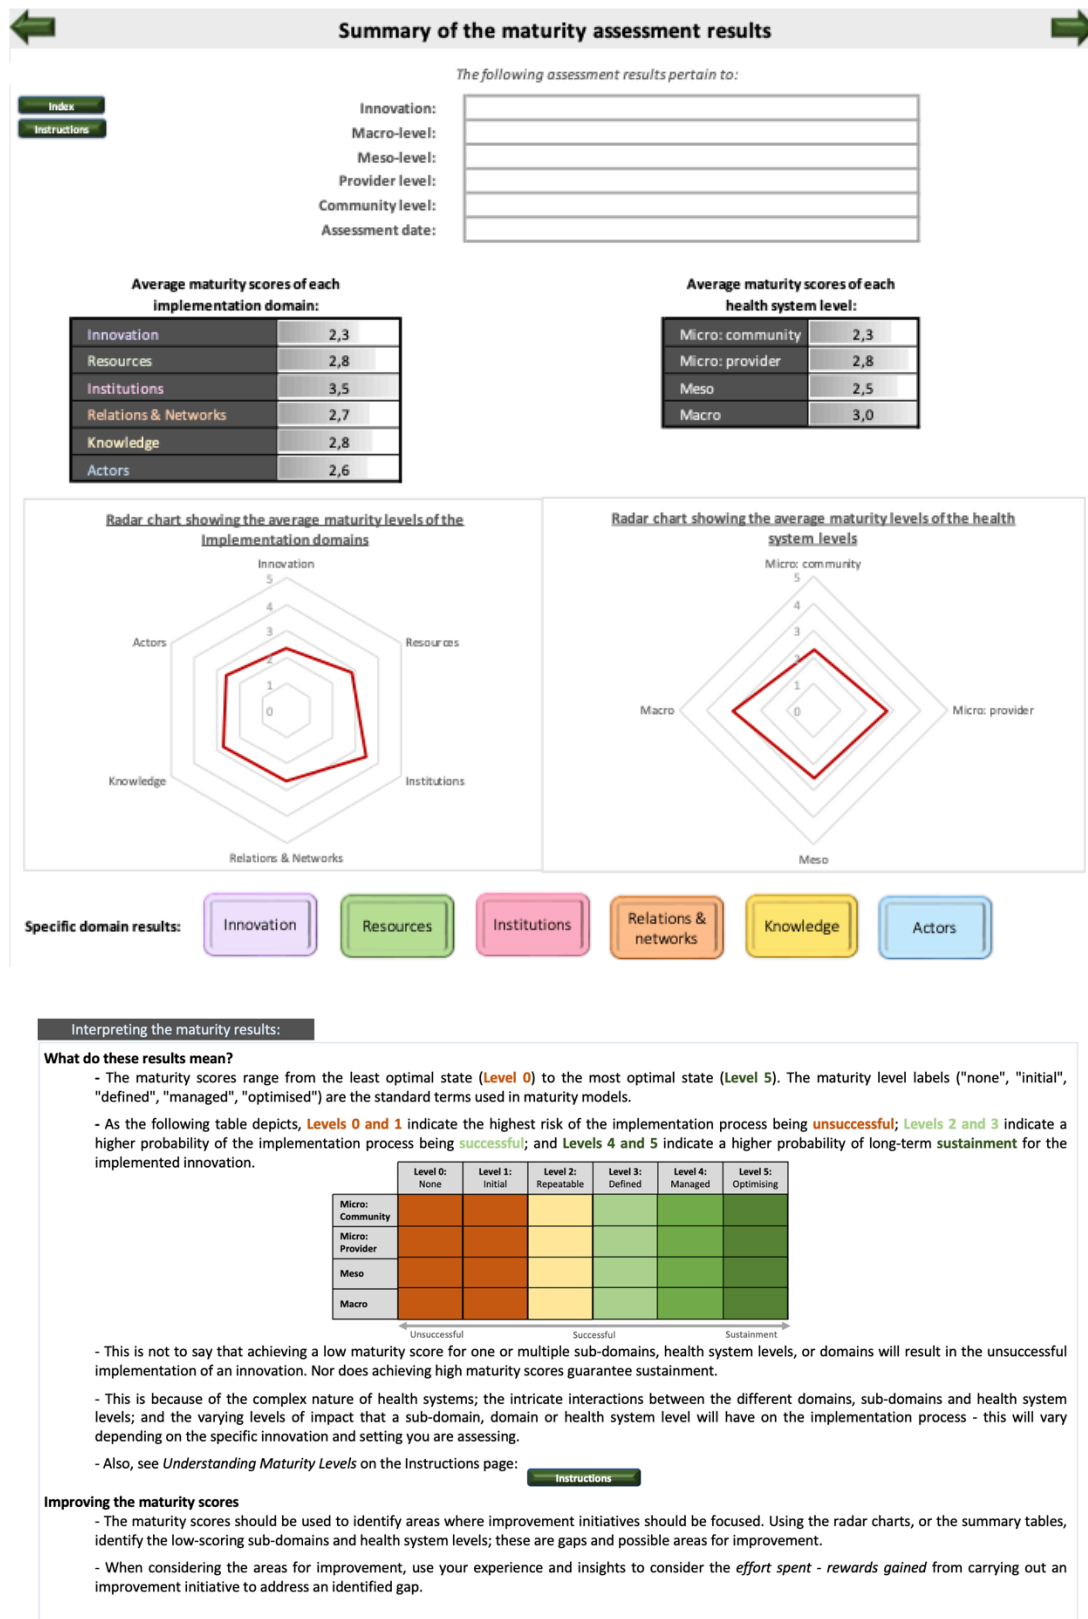 Summary of the maturity assessment results
The following assessment results pertain to:
Index
Instructions
Innovation:
Macro-level:
Meso-level:
Provider level:
Community level:
Assessment date:
Average maturity scores of each
implementation domain:
Innovation 2,3
Resources 2,8
Institutions 3,5
Relations & Networks 2,7
Knowledge 2,8
Actors 2,6
Average maturity scores of each
health system level:
Micro: community 2,3
Micro: provider 2,8
Meso 2,5
Macro 3,0
Radar chart showing the average maturity levels of the
Implementation domains
Innovation
5
4
3
2
1
0
Actors
Resources
Knowledge
Institutions
Relations & Networks
Radar chart showing the average maturity levels of the health
system levels
Micro: community
5
4
3
2
1
0
Macro
Micro: provider
Meso
Specific domain results:
Innovation
Resources
Institutions
Relations &
networks
Knowledge
Actors
Interpreting the maturity results:
What do these results mean?
- The maturity scores range from the least optimal state (Level 0) to the most optimal state (Level 5). The maturity level labels ("none", "initial",
"defined", "managed", "optimised") are the standard terms used in maturity models.
- As the following table depicts, Levels 0 and 1 indicate the highest risk of the implementation process being unsuccessful; Levels 2 and 3 indicate a
higher probability of the implementation process being successful; and Levels 4 and 5 indicate a higher probability of long-term sustainment for the
implemented innovation.
Level 0: Level 1: Level 2: Level 3: Level 4: Level 5:
None Initial Repeatable Defined Managed Optimising
Micro:
Community
Micro:
Provider
Meso
Macro
Unsuccessful Successful Sustainment
- This is not to say that achieving a low maturity score for one or multiple sub-domains, health system levels, or domains will result in the unsuccessful
implementation of an innovation. Nor does achieving high maturity scores guarantee sustainment.
- This is because of the complex nature of health systems; the intricate interactions between the different domains, sub-domains and health system
levels; and the varying levels of impact that a sub-domain, domain or health system level will have on the implementation process - this will vary
depending on the specific innovation and setting you are assessing.
- Also, see Understanding Maturity Levels on the Instructions page:
Instructions
Improving the maturity scores
- The maturity scores should be used to identify areas where improvement initiatives should be focused. Using the radar charts, or the summary tables,
identify the low-scoring sub-domains and health system levels; these are gaps and possible areas for improvement.
- When considering the areas for improvement, use your experience and insights to consider the effort spent - rewards gained from carrying out an
improvement initiative to address an identified gap.